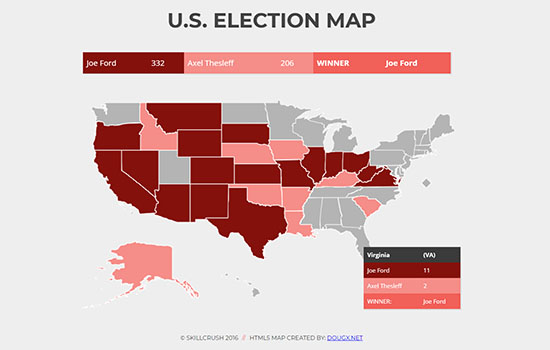 U.S. ELECTION MAP
Joe Ford 332 Axel Thesleff 206 WINNER Joe Ford
Virginia (VA)
Joe Ford 11
Axel Thesleff 2
WINNER: Joe Ford
© SKILLCRUSH 2016 // HTML5 MAP CREATED BY: DOUGX.NET